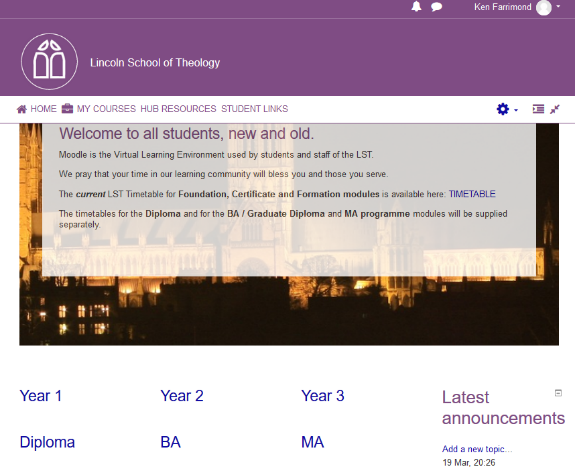 Ken Farrimond
Lincoln School of Theology
HOME MY COURSES HUB RESOURCES STUDENT LINKS
Welcome to all students, new and old.
Moodle is the Virtual Learning Environment used by students and staff of the LST.
We pray that your time in our learning community will bless you and those you serve.
The current LST Timetable for Foundation, Certificate and Formation modules is available here: TIMETABLE
The timetables for the Diploma and for the BA / Graduate Diploma and MA programme modules will be supplied
separately.
Year 1 Year 2 Year 3
Diploma BA MA
Latest
announcements
Add a new topic...
19 Mar, 20:26